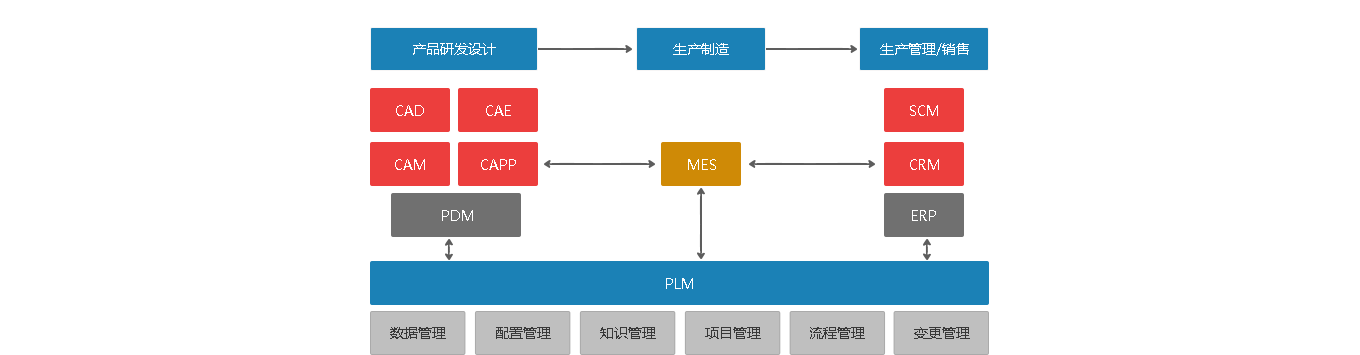 产品研发设计
生产制造
生产管理/销售
CAD
CAE
SCM
CAM
CAPP
MES
CRM
PDM
ERP
PLM
数据管理
配置管理
知识管理
项目管理
流程管理
变更管理